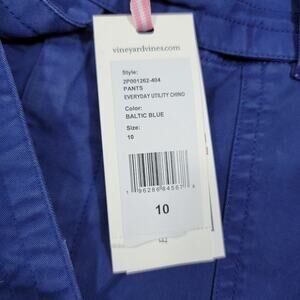 vineyardvines.com
Style:
2P001262-404
PANTS
EVERYDAY UTILITY CHINO
Color:
BALTIC BLUE
Size:
10
10